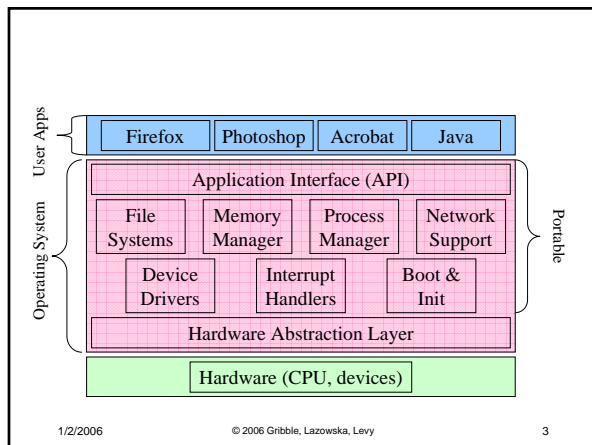 User Apps
Firefox
Photoshop
Acrobat
Java
Operating System
Application Interface (API)
File
Systems
Memory
Manager
Process
Manager
Network
Support
Device
Drivers
Interrupt
Handlers
Boot &
Init
Hardware Abstraction Layer
Portable
Hardware (CPU, devices)
1/2/2006
© 2006 Gribble, Lazowska, Levy
3